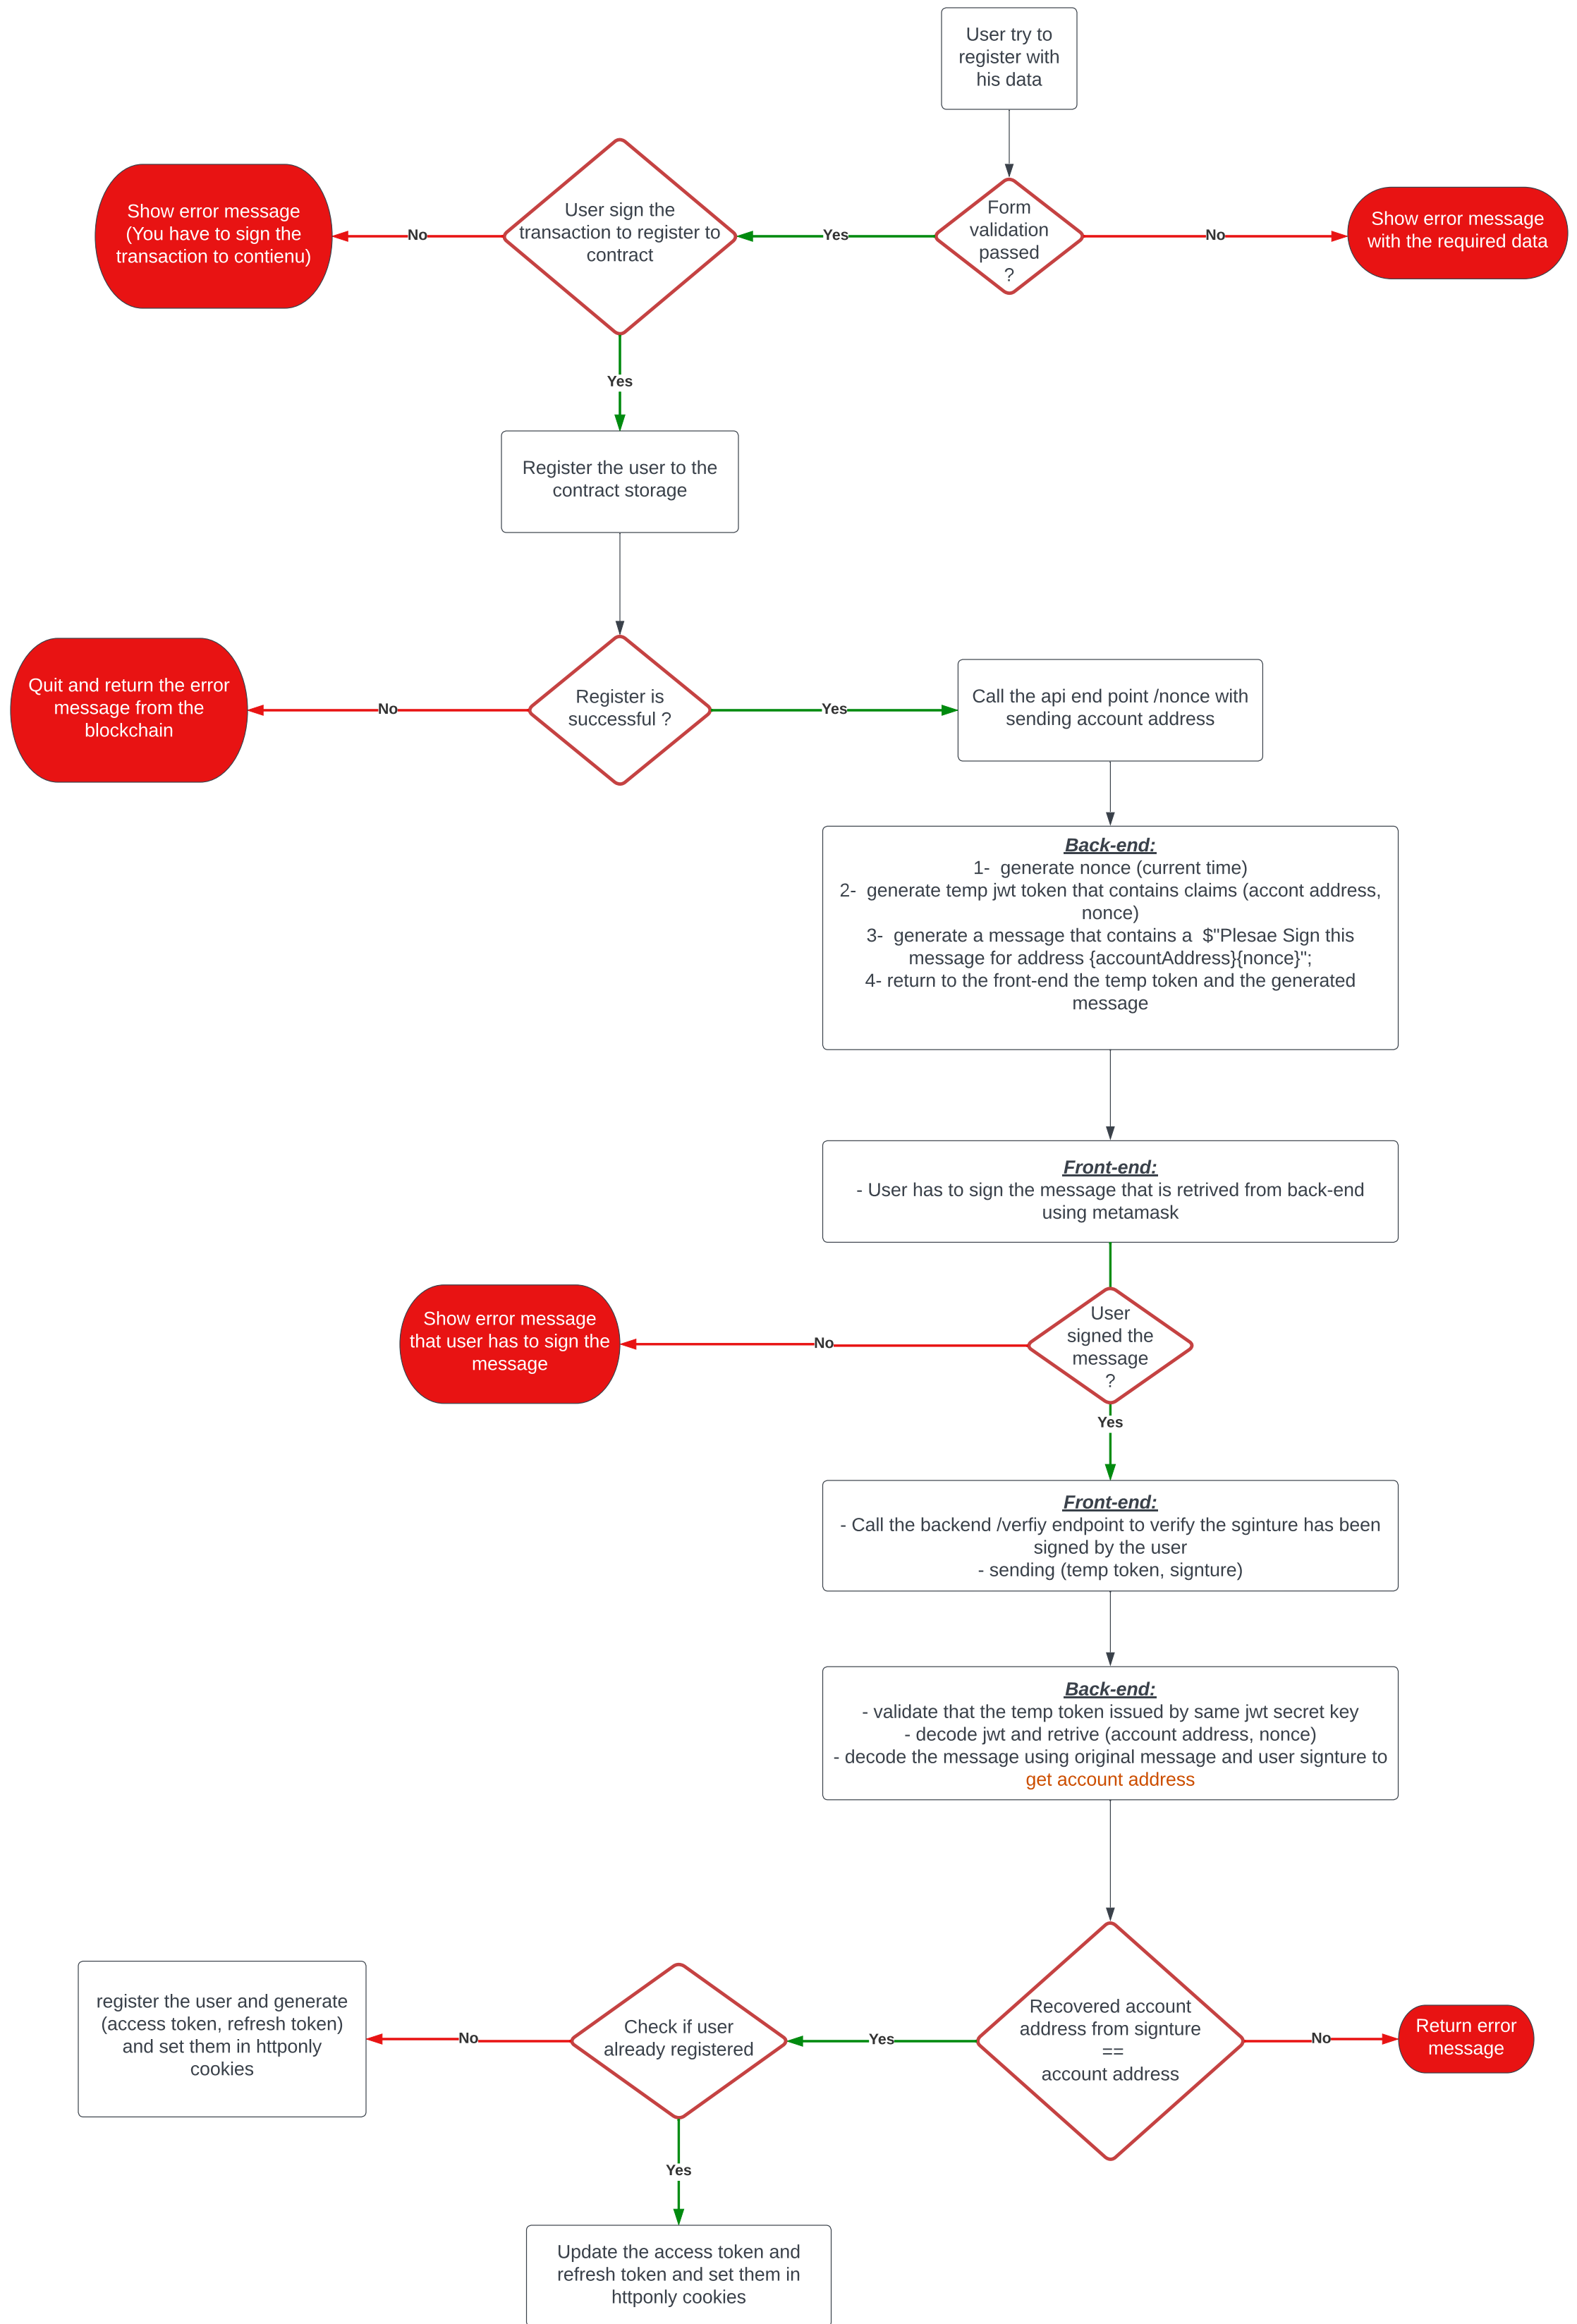 User try to
register with
his data
Form
validation
passed
?
No
Show error message
with the required data
Yes
User sign the
transaction to register to
contract
No
Show error message
(You have to sign the
transaction to contienu)
Yes
Register the user to the
contract storage
Register is
successful ?
No
Quit and return the error
message from the
blockchain
Yes
Call the api end point /nonce with
sending account address
Back-end:
1-  generate nonce (current time)
2-  generate temp jwt token that contains claims (accont address,
nonce)
3-  generate a message that contains a  $"Plesae Sign this
message for address {accountAddress}{nonce}";
4- return to the front-end the temp token and the generated
message
Front-end:
- User has to sign the message that is retrived from back-end
using metamask
User
signed the
message
?
No
Show error message
that user has to sign the
message
Yes
Front-end:
- Call the backend /verfiy endpoint to verify the sginture has been
signed by the user
- sending (temp token, signture)
Back-end:
- validate that the temp token issued by same jwt secret key
- decode jwt and retrive (account address, nonce)
- decode the message using original message and user signture to
get account address
Recovered account
address from signture
==
account address
No
Return error
message
Yes
Check if user
already registered
No
register the user and generate
(access token, refresh token)
and set them in httponly
cookies
Yes
Update the access token and
refresh token and set them in
httponly cookies